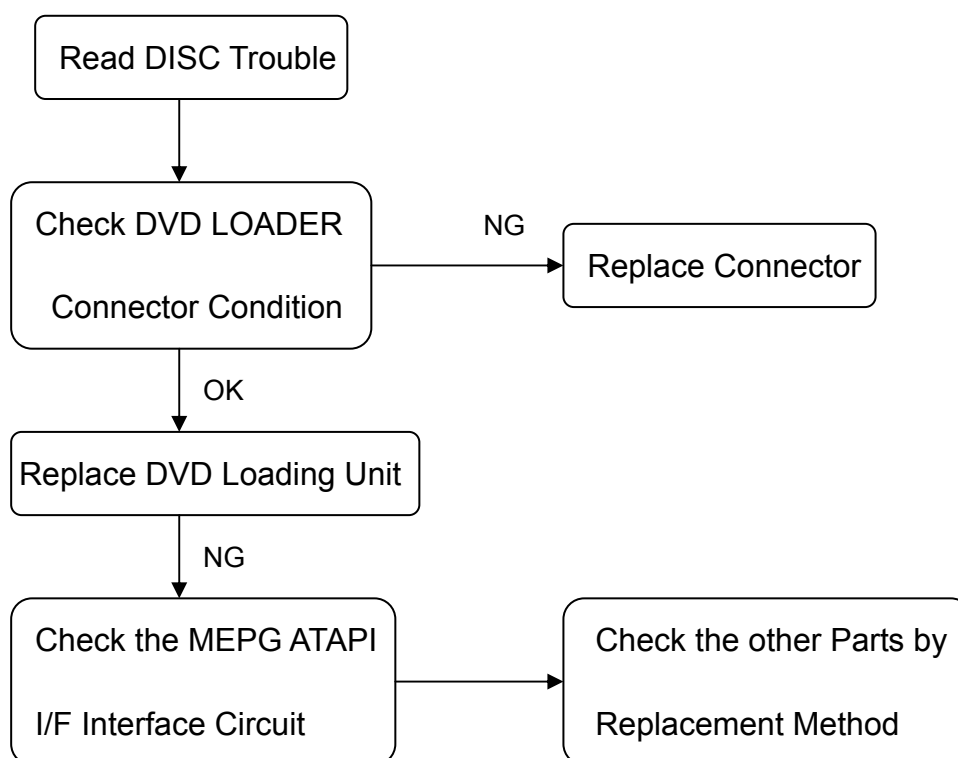 Read DISC Trouble
Check DVD LOADER
Connector Condition
NG
Replace Connector
OK
Replace DVD Loading Unit
NG
Check the MEPG ATAPI
I/F Interface Circuit
Check the other Parts by
Replacement Method